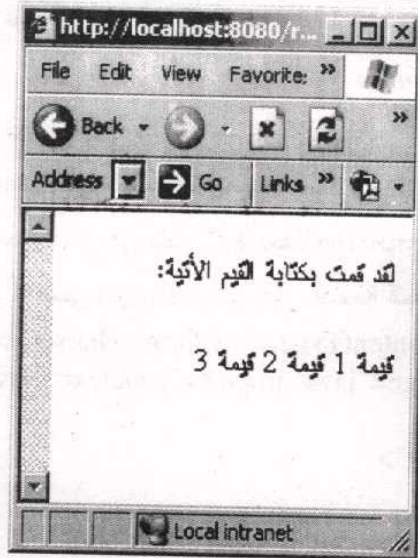 http://localhost:8080/r...
File Edit View Favorite: »
Back »
Address Go Links »
لقد قمت بكتابة القيم الأتية:
قيمة 1 قيمة 2 قيمة 3
Local intranet